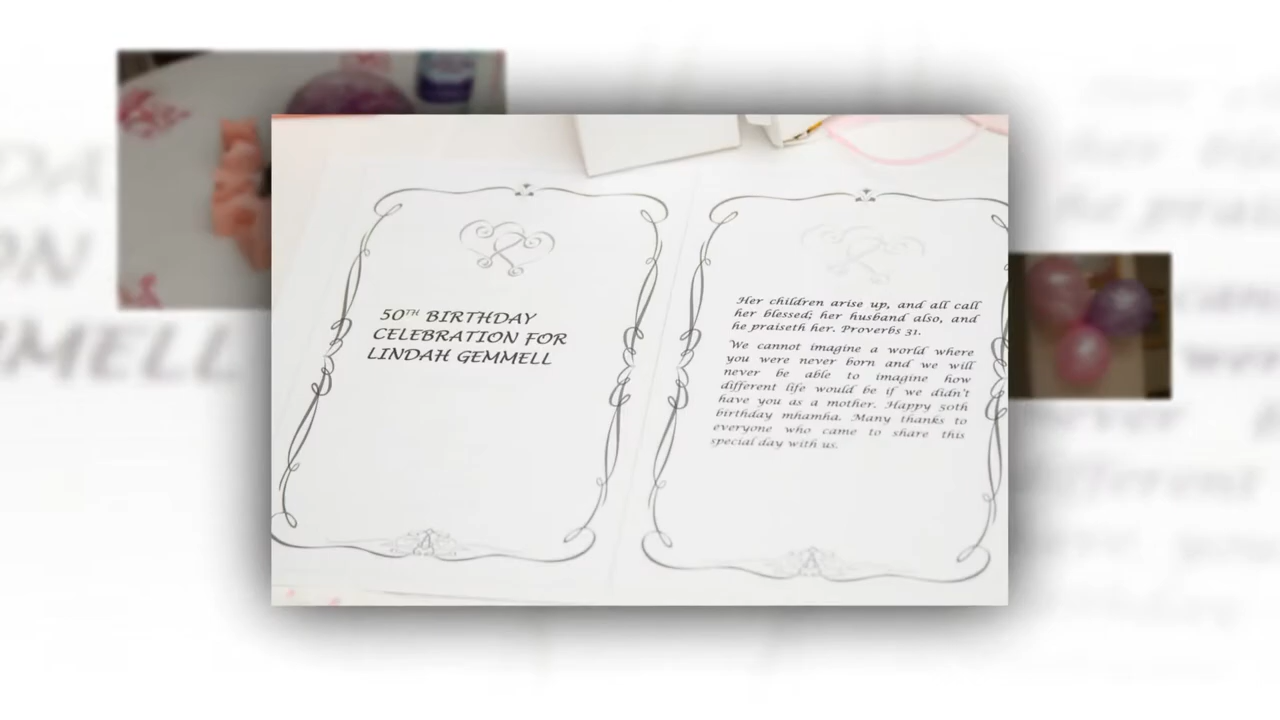 50TH BIRTHDAY
CELEBRATION FOR
LINDAH GEMMELL
Her children arise up, and all call
her blessed; her husband also, and
he praiseth her. Proverbs 31.
We cannot imagine a world where
you were never born and we will
never be able to imagine how
different life would be if we didn't
have you as a mother. Happy 50th
birthday mhamha. Many thanks to
everyone who came to share this
special day with us.